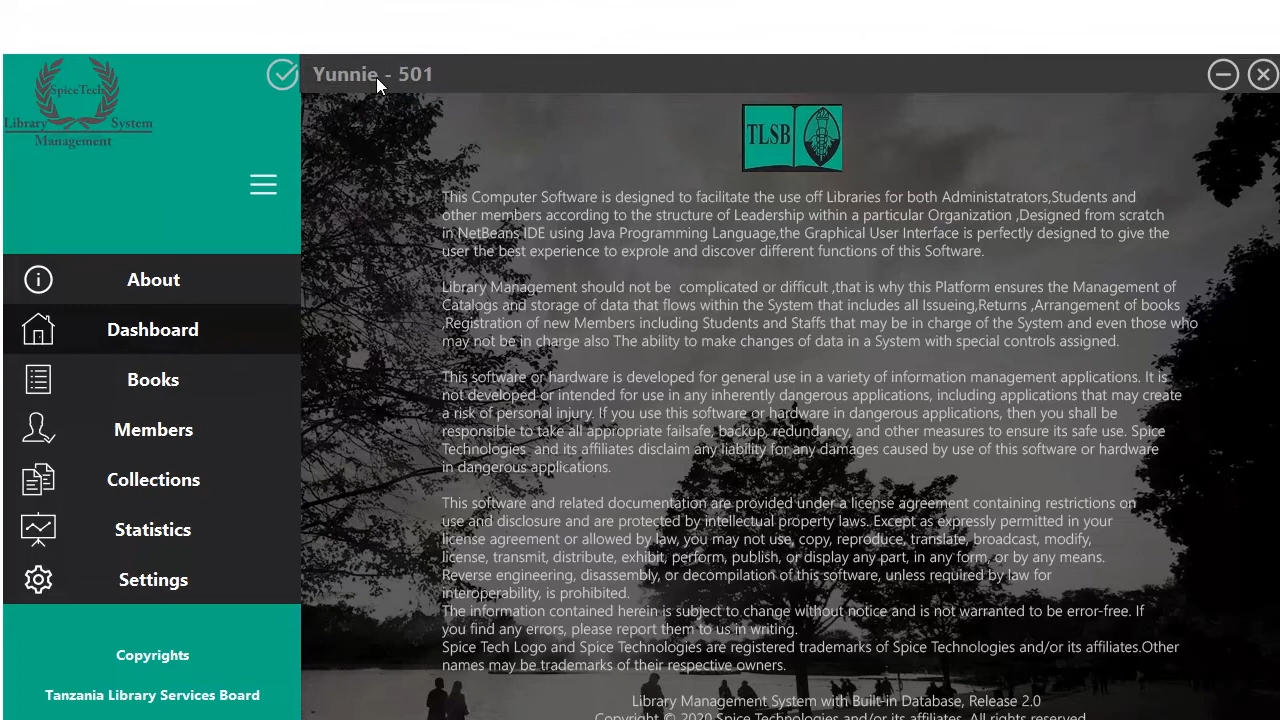 SpiceTech
Library System
Management
Yunnie - 501
About
Dashboard
Books
Members
Collections
Statistics
Settings
Copyrights
Tanzania Library Services Board
TLSB
This Computer Software is designed to facilitate the use off Libraries for both Administatrators,Students and
other members according to the structure of Leadership within a particular Organization ,Designed from scratch
in NetBeans IDE using Java Programming Language,the Graphical User Interface is perfectly designed to give the
user the best experience to exprole and discover different functions of this Software.
Library Management should not be complicated or difficult ,that is why this Platform ensures the Management of
Catalogs and storage of data that flows within the System that includes all Issueing,Returns ,Arrangement of books
,Registration of new Members including Students and Staffs that may be in charge of the System and even those who
may not be in charge also The ability to make changes of data in a System with special controls assigned.
This software or hardware is developed for general use in a variety of information management applications. It is
not developed or intended for use in any inherently dangerous applications, including applications that may create
a risk of personal injury. If you use this software or hardware in dangerous applications, then you shall be
responsible to take all appropriate failsafe, backup, redundancy, and other measures to ensure its safe use. Spice
Technologies and its affiliates disclaim any liability for any damages caused by use of this software or hardware
in dangerous applications.
This software and related documentation are provided under a license agreement containing restrictions on
use and disclosure and are protected by intellectual property laws. Except as expressly permitted in your
license agreement or allowed by law, you may not use, copy, reproduce, translate, broadcast, modify,
license, transmit, distribute, exhibit, perform, publish, or display any part, in any form, or by any means.
Reverse engineering, disassembly, or decompilation of this software, unless required by law for
interoperability, is prohibited.
The information contained herein is subject to change without notice and is not warranted to be error-free. If
you find any errors, please report them to us in writing.
Spice Tech Logo and Spice Technologies are registered trademarks of Spice Technologies and/or its affiliates.Other
names may be trademarks of their respective owners.
Library Management System with Built-in Database, Release 2.0
Copyright © 2020 Spice Technologies and/or its affiliates. All rights reserved